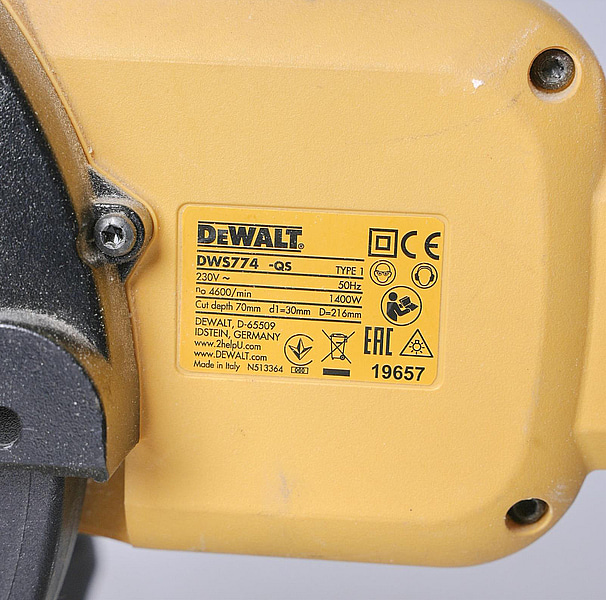 DEWALT®
DWS774 -QS TYPE 1
230V ~ 50Hz
no 4600/min 1400W
Cut depth 70mm d1=30mm D=216mm
DEWALT, D-65509
IDSTEIN, GERMANY
www.2helpU.com
www.DEWALT.com
Made in Italy N513364
CE
EAC
19657